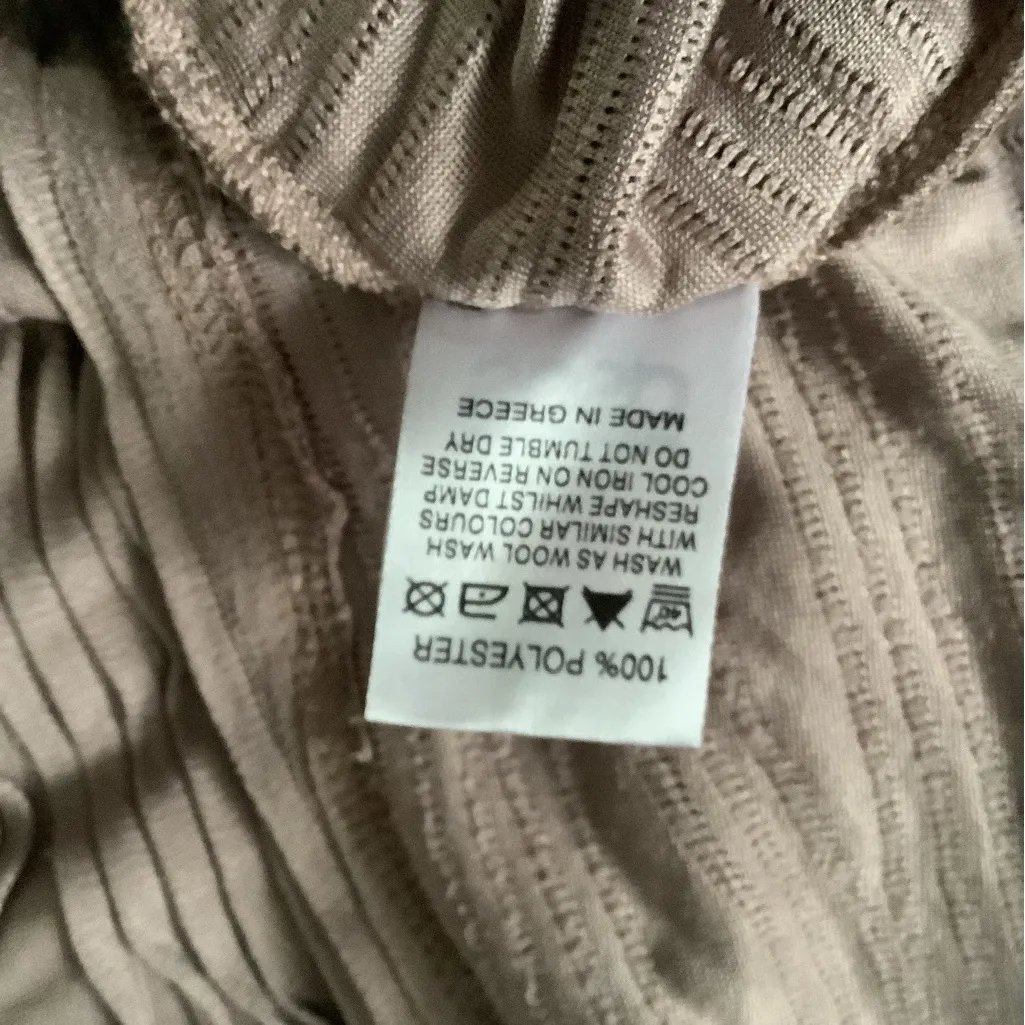 100% POLYESTER
40°
WASH AS WOOL WASH
WITH SIMILAR COLOURS
RESHAPE WHILST DAMP
COOL IRON ON REVERSE
DO NOT TUMBLE DRY
MADE IN GREECE